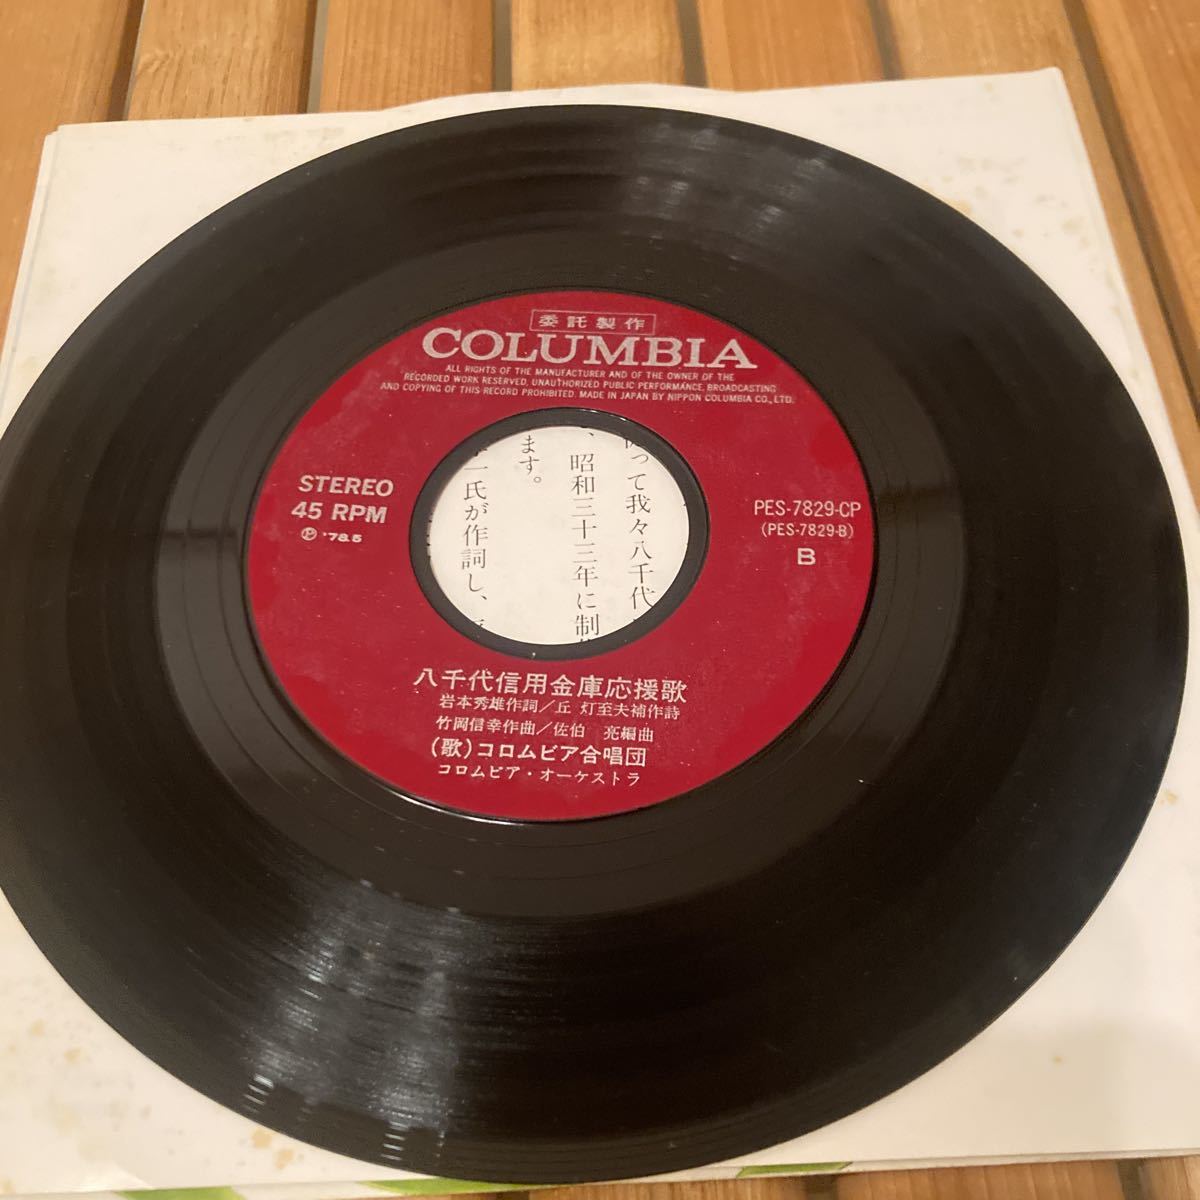 委託製作
COLUMBIA
ALL RIGHTS OF THE MANUFACTURER AND OF THE OWNER OF THE
RECORDED WORK RESERVED, UNAUTHORIZED PUBLIC PERFORMANCE, BROADCASTING
AND COPYING OF THIS RECORD PROHIBITED. MADE IN JAPAN BY NIPPON COLUMBIA CO., LTD.
STEREO
45 RPM
Ⓟ '78.5
PES-7829-CP
(PES-7829-B)
B
って我々八千代
、昭和三十三年に制
ます。
一氏が作詞し、
八千代信用金庫応援歌
岩本秀雄作詞/丘 灯至夫補作詩
竹岡信幸作曲/佐伯 亮編曲
(歌)コロムビア合唱団
コロムビア・オーケストラ